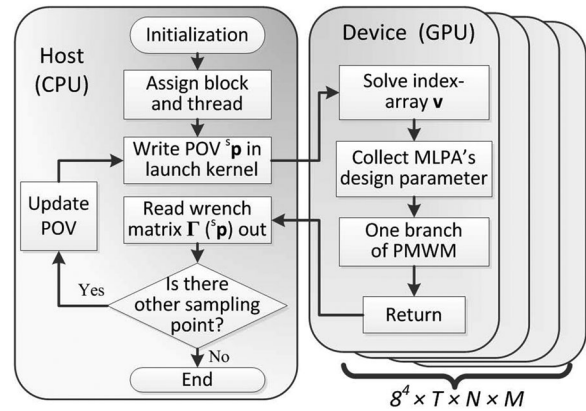 Host
(CPU)
Initialization
Assign block
and thread
Write POV ˢp in
launch kernel
Update
POV
Read wrench
matrix Γ (ˢp) out
Is there
other sampling
point?
Yes
No
End
Device (GPU)
Solve index-
array v
Collect MLPA's
design parameter
One branch
of PMWM
Return
8⁴ × T × N × M